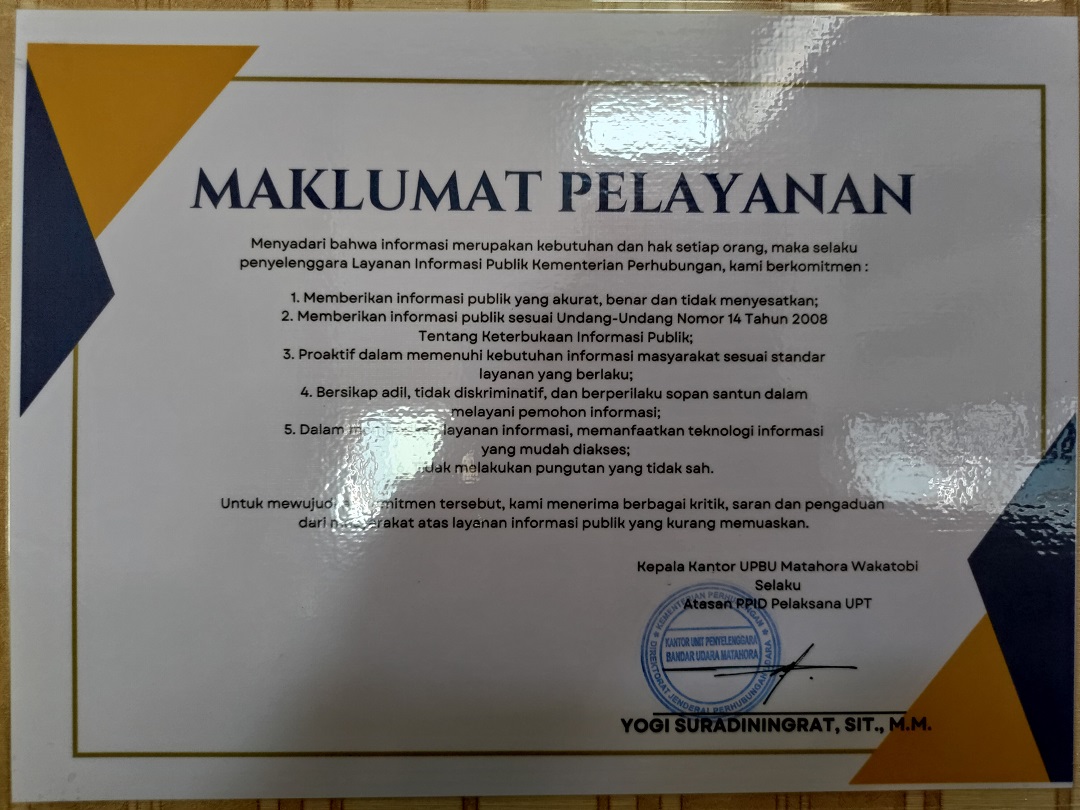 MAKLUMAT PELAYANAN
Menyadari bahwa informasi merupakan kebutuhan dan hak setiap orang, maka selaku
penyelenggara Layanan Informasi Publik Kementerian Perhubungan, kami berkomitmen :
1. Memberikan informasi publik yang akurat, benar dan tidak menyesatkan;
2. Memberikan informasi publik sesuai Undang-Undang Nomor 14 Tahun 2008
Tentang Keterbukaan Informasi Publik;
3. Proaktif dalam memenuhi kebutuhan informasi masyarakat sesuai standar
layanan yang berlaku;
4. Bersikap adil, tidak diskriminatif, dan berperilaku sopan santun dalam
melayani pemohon informasi;
5. Dalam layanan informasi, memanfaatkan teknologi informasi
yang mudah diakses;
melakukan pungutan yang tidak sah.
Untuk tersebut, kami menerima berbagai kritik, saran dan pengaduan
dari masyarakat atas layanan informasi publik yang kurang memuaskan.
Kepala Kantor UPBU Matahora Wakatobi
Selaku
Atasan PPID Pelaksana UPT
KEMENTERIAN PERHUBUNGAN
KANTOR UNIT PENYELENGGARA
BANDAR UDARA MATAHORA
DIREKTORAT JENDERAL PERHUBUNGAN UDARA
YOGI SURADININGRAT, SIT., M.M.